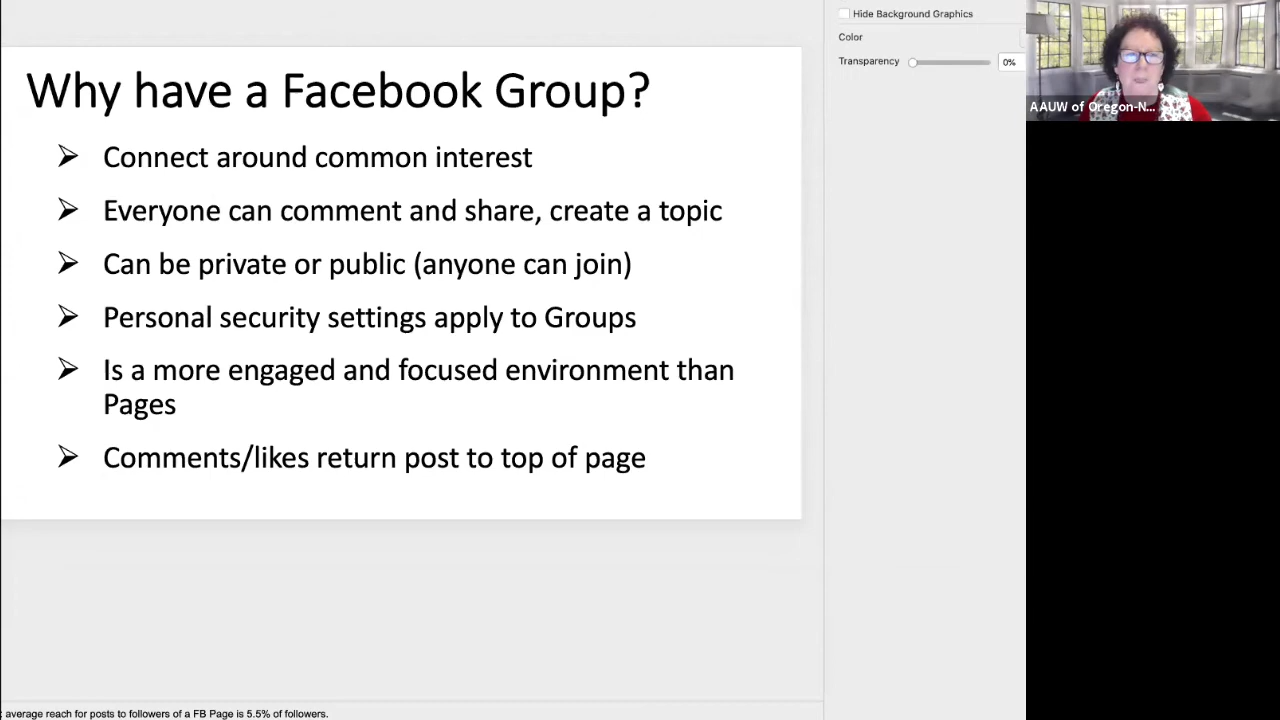 Why have a Facebook Group?
➢ Connect around common interest
➢ Everyone can comment and share, create a topic
➢ Can be private or public (anyone can join)
➢ Personal security settings apply to Groups
➢ Is a more engaged and focused environment than
Pages
➢ Comments/likes return post to top of page
average reach for posts to followers of a FB Page is 5.5% of followers.
Hide Background Graphics
Color
Transparency 0%
AAUW of Oregon-N...